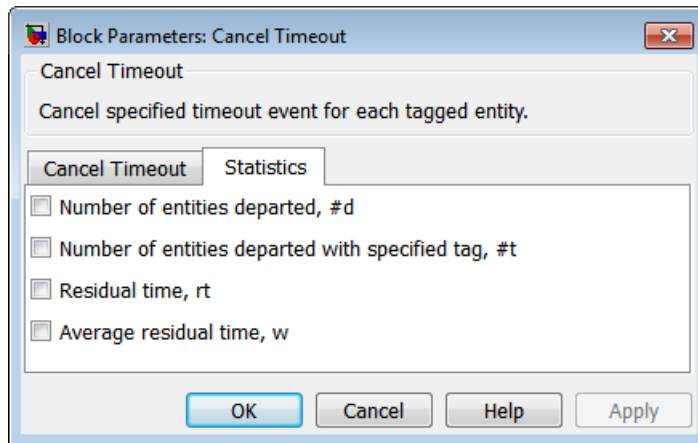 Block Parameters: Cancel Timeout
Cancel Timeout
Cancel specified timeout event for each tagged entity.
Cancel Timeout Statistics
Number of entities departed, #d
Number of entities departed with specified tag, #t
Residual time, rt
Average residual time, w
OK Cancel Help Apply